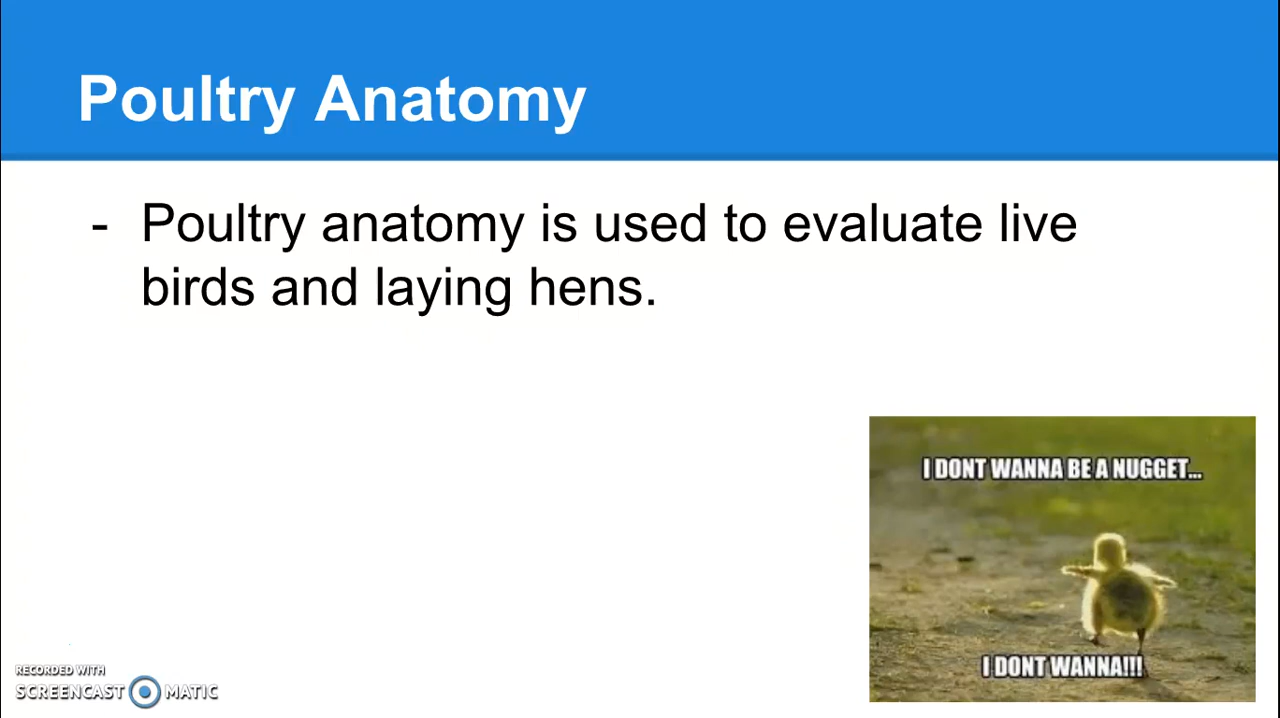 Poultry Anatomy
- Poultry anatomy is used to evaluate live
birds and laying hens.
I DONT WANNA BE A NUGGET...
I DONT WANNA!!!
RECORDED WITH
SCREENCAST MATIC